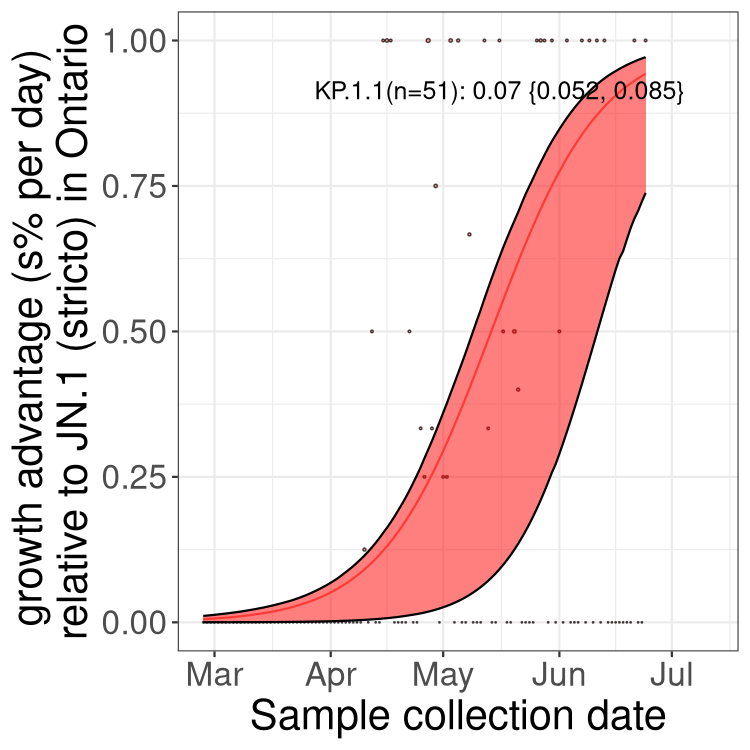 growth advantage (s% per day)
relative to JN.1 (stricto) in Ontario
1.00
0.75
0.50
0.25
0.00
KP.1.1(n=51): 0.07 {0.052, 0.085}
Mar Apr May Jun Jul
Sample collection date